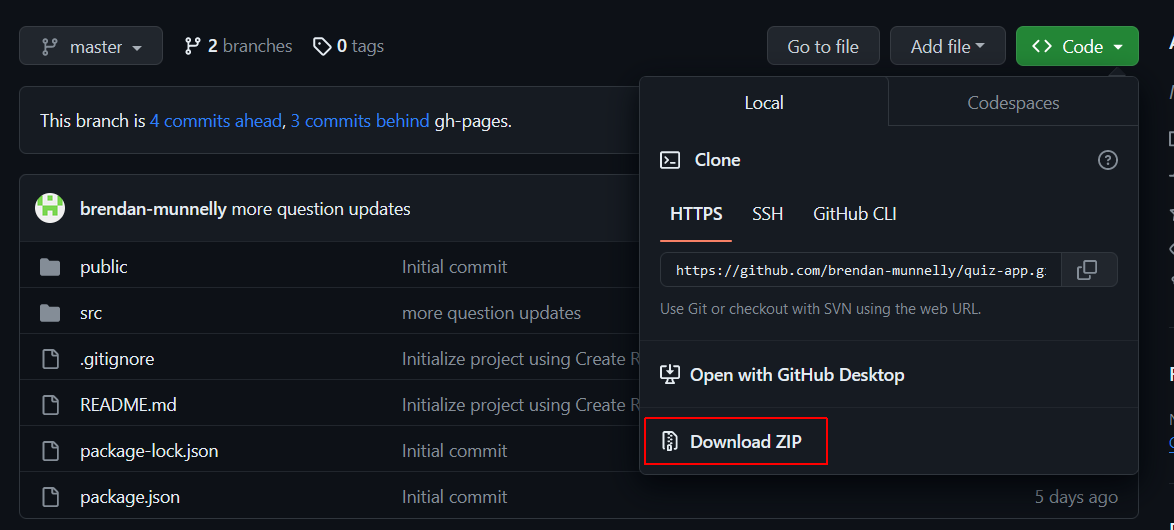 master
2 branches
0 tags
Go to file
Add file
Code
This branch is 4 commits ahead, 3 commits behind gh-pages.
Local
Codespaces
Clone
HTTPS
SSH
GitHub CLI
https://github.com/brendan-munnelly/quiz-app.g
Use Git or checkout with SVN using the web URL.
Open with GitHub Desktop
Download ZIP
brendan-munnelly more question updates
public
Initial commit
src
more question updates
.gitignore
Initialize project using Create R
README.md
Initialize project using Create R
package-lock.json
Initial commit
package.json
Initial commit
5 days ago